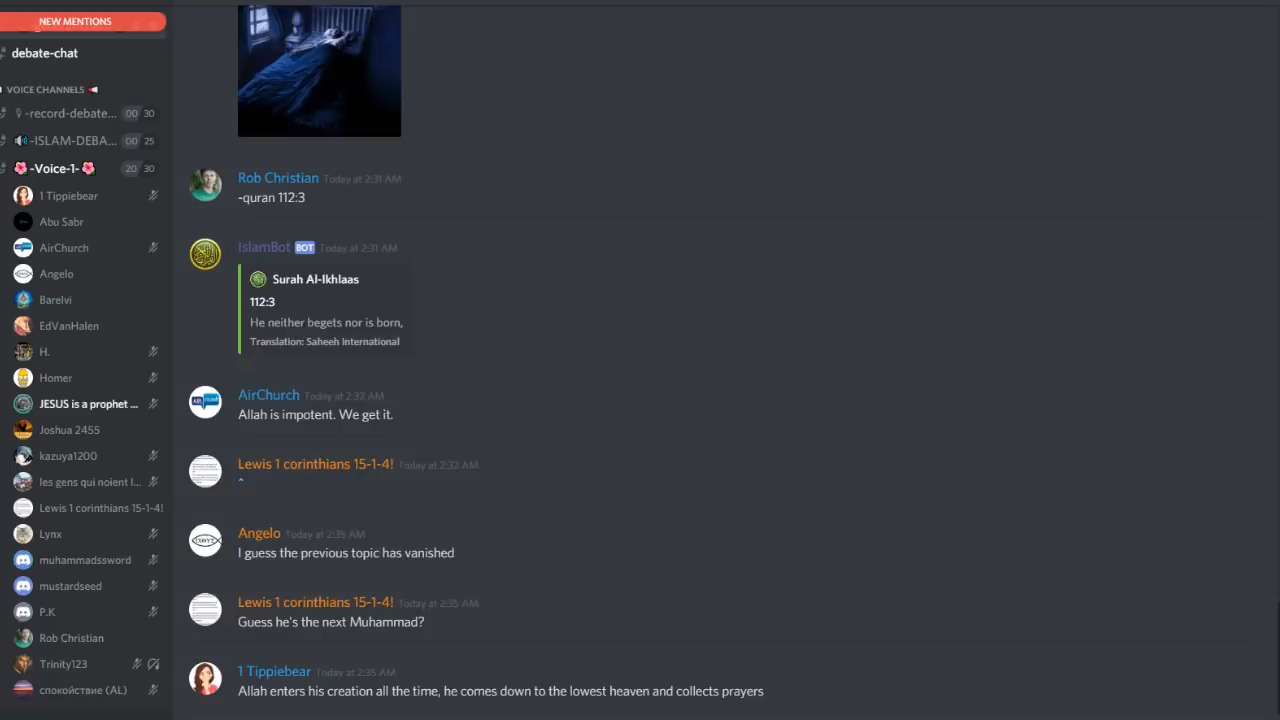 NEW MENTIONS
debate-chat
VOICE CHANNELS
-record-debate... 00 30
-ISLAM-DEBA... 00 25
-Voice-1- 20 30
1 Tippiebear
Abu Sabr
AirChurch
Angelo
Barelvi
EdVanHalen
H.
Homer
JESUS is a prophet ...
Joshua 2455
kazuya1200
les gens qui noient l...
Lewis 1 corinthians 15-1-4!
Lynx
muhammadssword
mustardseed
P.K
Rob Christian
Trinity123
спокойствие (AL)
Rob Christian Today at 2:31 AM
-quran 112:3
IslamBot BOT Today at 2:31 AM
Surah Al-Ikhlaas
112:3
He neither begets nor is born,
Translation: Saheeh International
AirChurch Today at 2:32 AM
Allah is impotent. We get it.
Lewis 1 corinthians 15-1-4! Today at 2:32 AM
^
Angelo Today at 2:35 AM
I guess the previous topic has vanished
Lewis 1 corinthians 15-1-4! Today at 2:35 AM
Guess he's the next Muhammad?
1 Tippiebear Today at 2:35 AM
Allah enters his creation all the time, he comes down to the lowest heaven and collects prayers